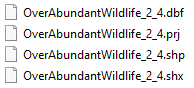 OverAbundantWildlife_2_4.dbf
OverAbundantWildlife_2_4.prj
OverAbundantWildlife_2_4.shp
OverAbundantWildlife_2_4.shx